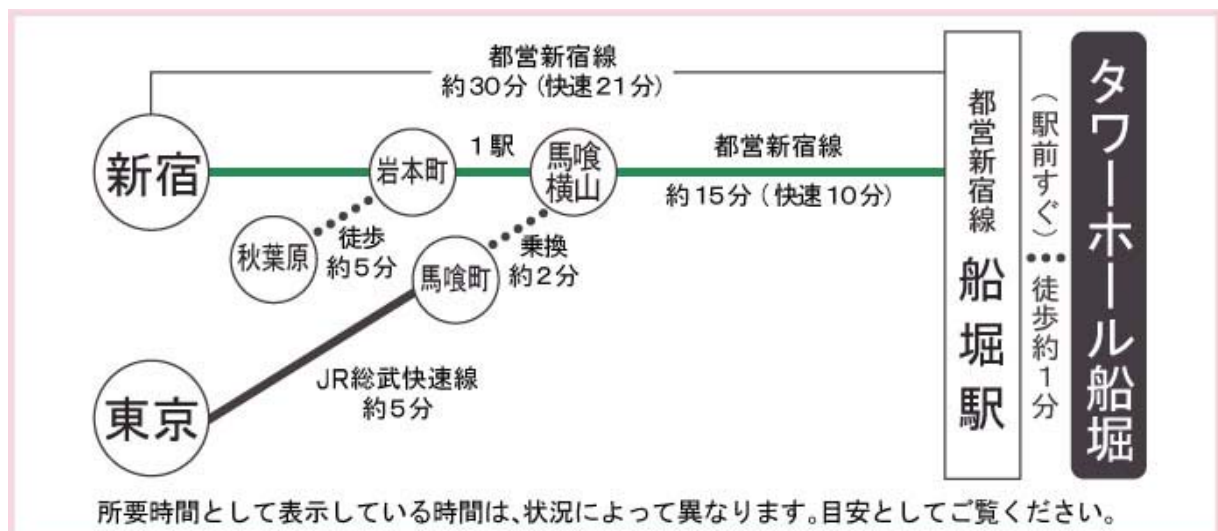 都営新宿線
約30分（快速21分）
新宿
岩本町
1駅
馬喰
横山
都営新宿線
約15分（快速10分）
秋葉原
徒歩
約5分
馬喰町
乗換
約2分
東京
JR総武快速線
約5分
都営新宿線 船堀駅
（駅前すぐ）
徒歩約1分
タワーホール船堀
所要時間として表示している時間は、状況によって異なります。目安としてご覧ください。